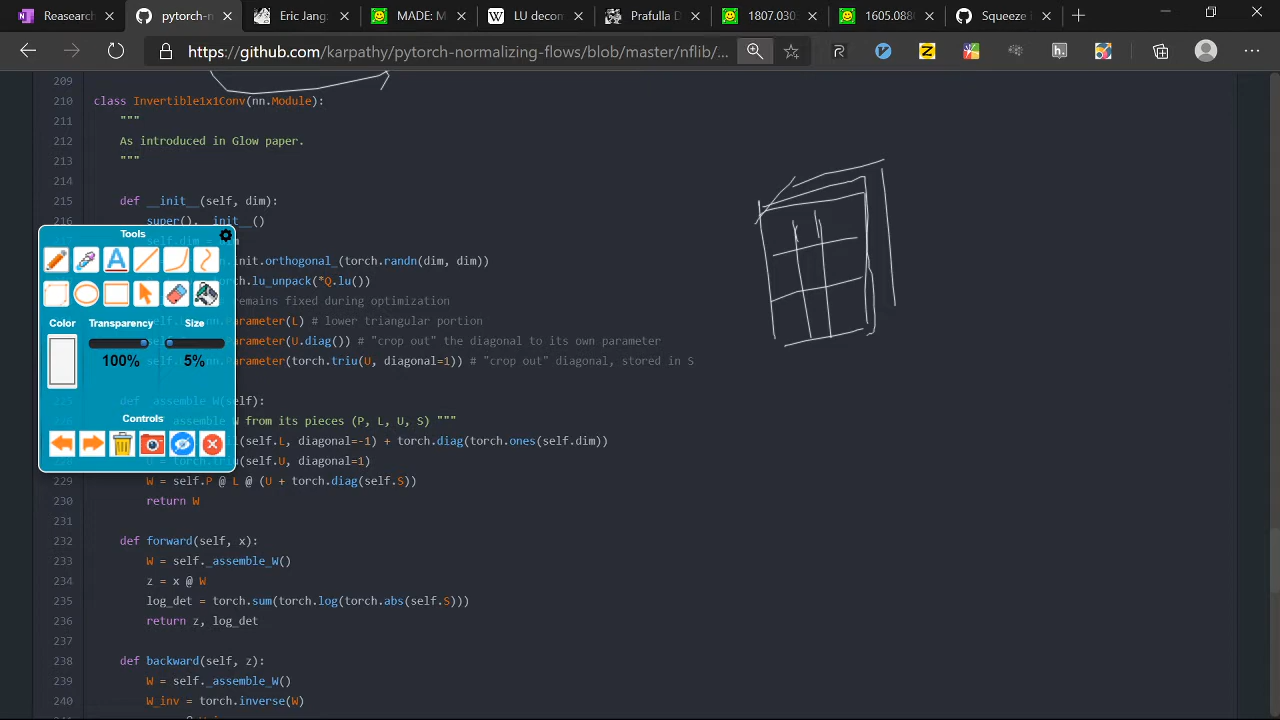 Reasearch
pytorch-n
Eric Jang:
MADE: M
LU decom
Prafulla D
1807.030
1605.088
Squeeze i
https://github.com/karpathy/pytorch-normalizing-flows/blob/master/nflib/...
209
210 class Invertible1x1Conv(nn.Module):
211 """
212 As introduced in Glow paper.
213 """
214
215 def __init__(self, dim):
216 super().__init__()
dim
.init.orthogonal_(torch.randn(dim, dim))
.lu_unpack(*Q.lu())
remains fixed during optimization
(L) # lower triangular portion
(U.diag()) # "crop out" the diagonal to its own parameter
(torch.triu(U, diagonal=1)) # "crop out" diagonal, stored in S
Tools
Color
Transparency
Size
100%
5%
Controls
_assemble_W(self):
from its pieces (P, L, U, S) """
(self.L, diagonal=-1) + torch.diag(torch.ones(self.dim))
(self.U, diagonal=1)
229 W = self.P @ L @ (U + torch.diag(self.S))
230 return W
231
232 def forward(self, x):
233 W = self._assemble_W()
234 z = x @ W
235 log_det = torch.sum(torch.log(torch.abs(self.S)))
236 return z, log_det
237
238 def backward(self, z):
239 W = self._assemble_W()
240 W_inv = torch.inverse(W)